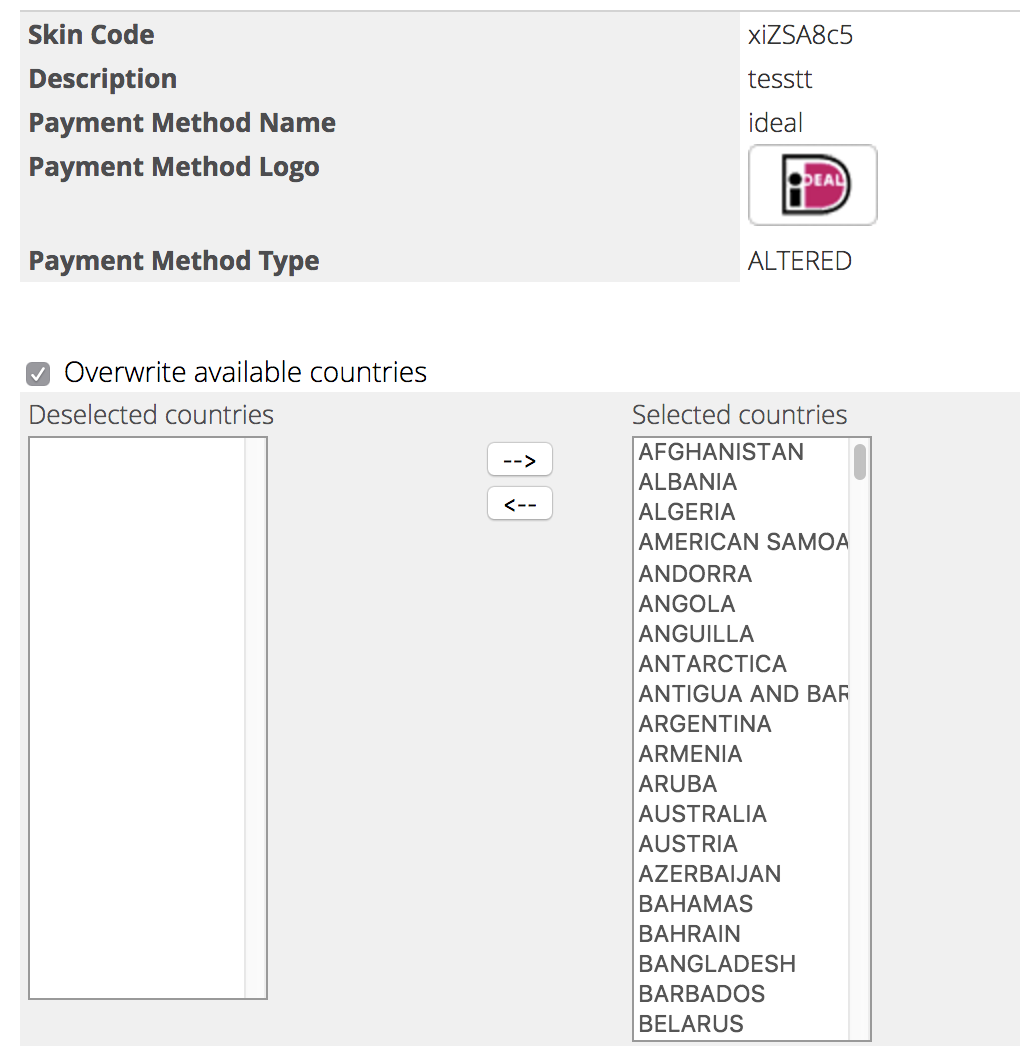 Skin Code xiZSA8c5
Description tesstt
Payment Method Name ideal
Payment Method Logo iDEAL
Payment Method Type ALTERED
Overwrite available countries
Deselected countries
Selected countries
-->
<--
AFGHANISTAN
ALBANIA
ALGERIA
AMERICAN SAMOA
ANDORRA
ANGOLA
ANGUILLA
ANTARCTICA
ANTIGUA AND BAR
ARGENTINA
ARMENIA
ARUBA
AUSTRALIA
AUSTRIA
AZERBAIJAN
BAHAMAS
BAHRAIN
BANGLADESH
BARBADOS
BELARUS